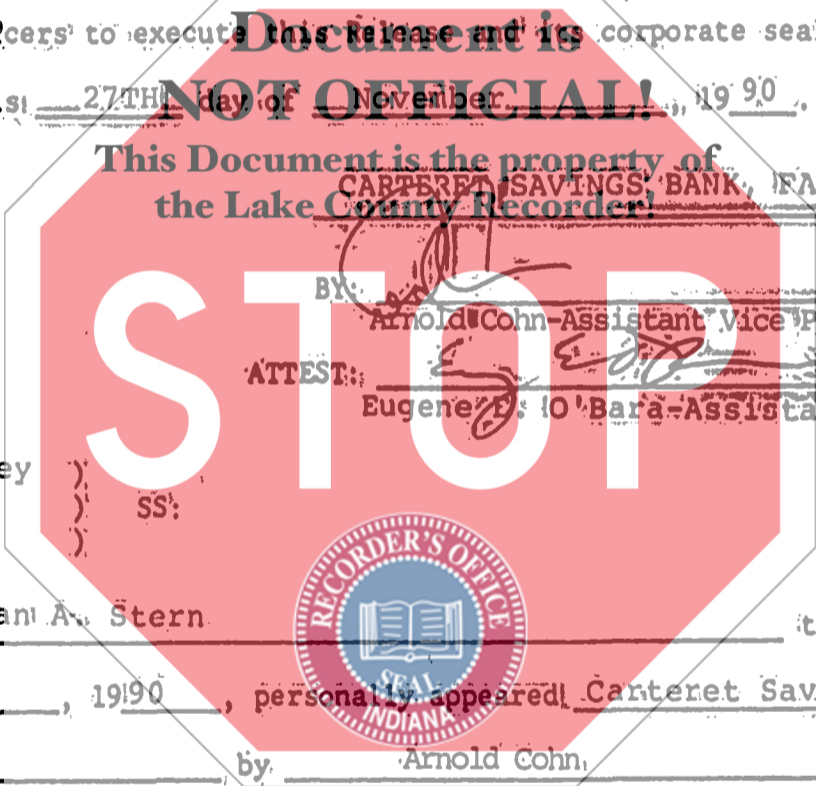 cers to execute this Release and its corporate sea
Document is
NOT OFFICIAL!
27TH day of November, 1990.
This Document is the property of
the Lake County Recorder!
CARTERET SAVINGS BANK, FA
BY:
Arnold Cohn-Assistant Vice P
ATTEST:
Eugene D. O'Bara-Assista
STOP
ey )
) SS:
)
RECORDER'S OFFICE
SEAL
INDIANA
an A. Stern
, 1990, personally appeared Carteret Sav
by Arnold Cohn